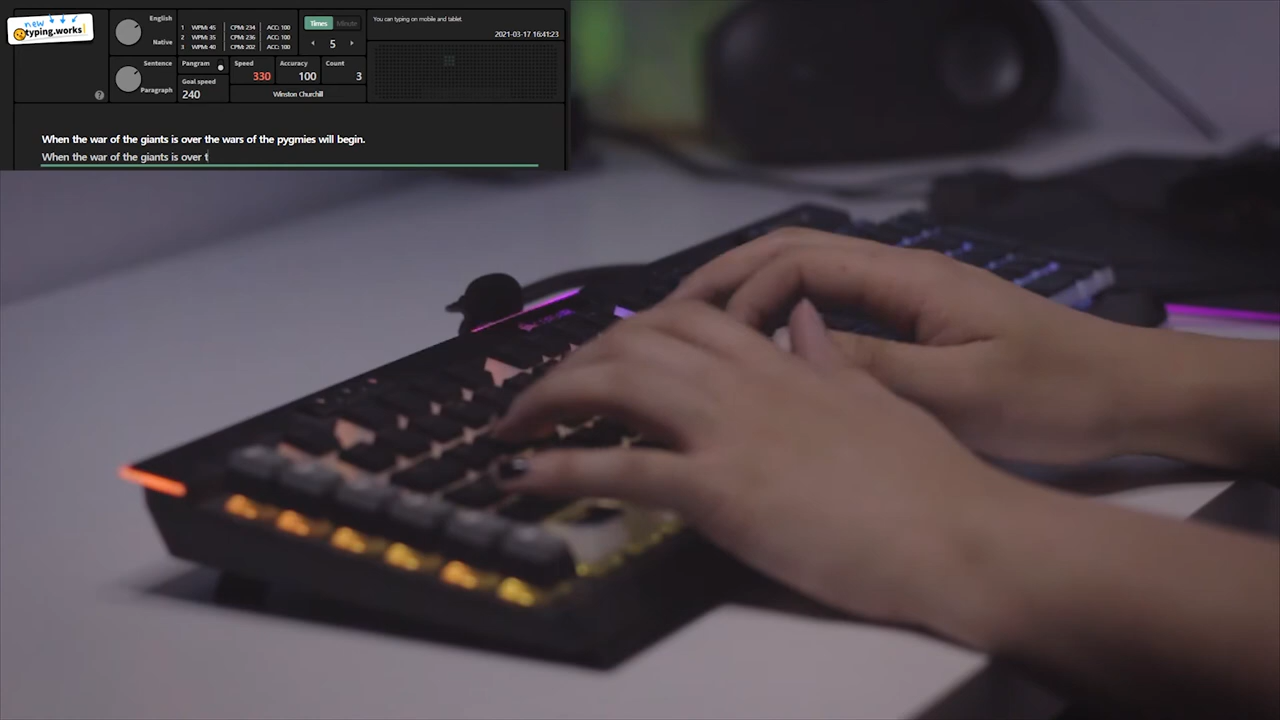 new
typing.works!
English
Native
Sentence
Paragraph
?
1 WPM: 45 CPM: 234 ACC: 100
2 WPM: 35 CPM: 236 ACC: 100
3 WPM: 40 CPM: 202 ACC: 100
Pangram
Goal speed
240
Speed
330
Accuracy
100
Count
3
Times Minute
5
Winston Churchill
You can typing on mobile and tablet.
2021-03-17 16:41:23
When the war of the giants is over the wars of the pygmies will begin.
When the war of the giants is over t